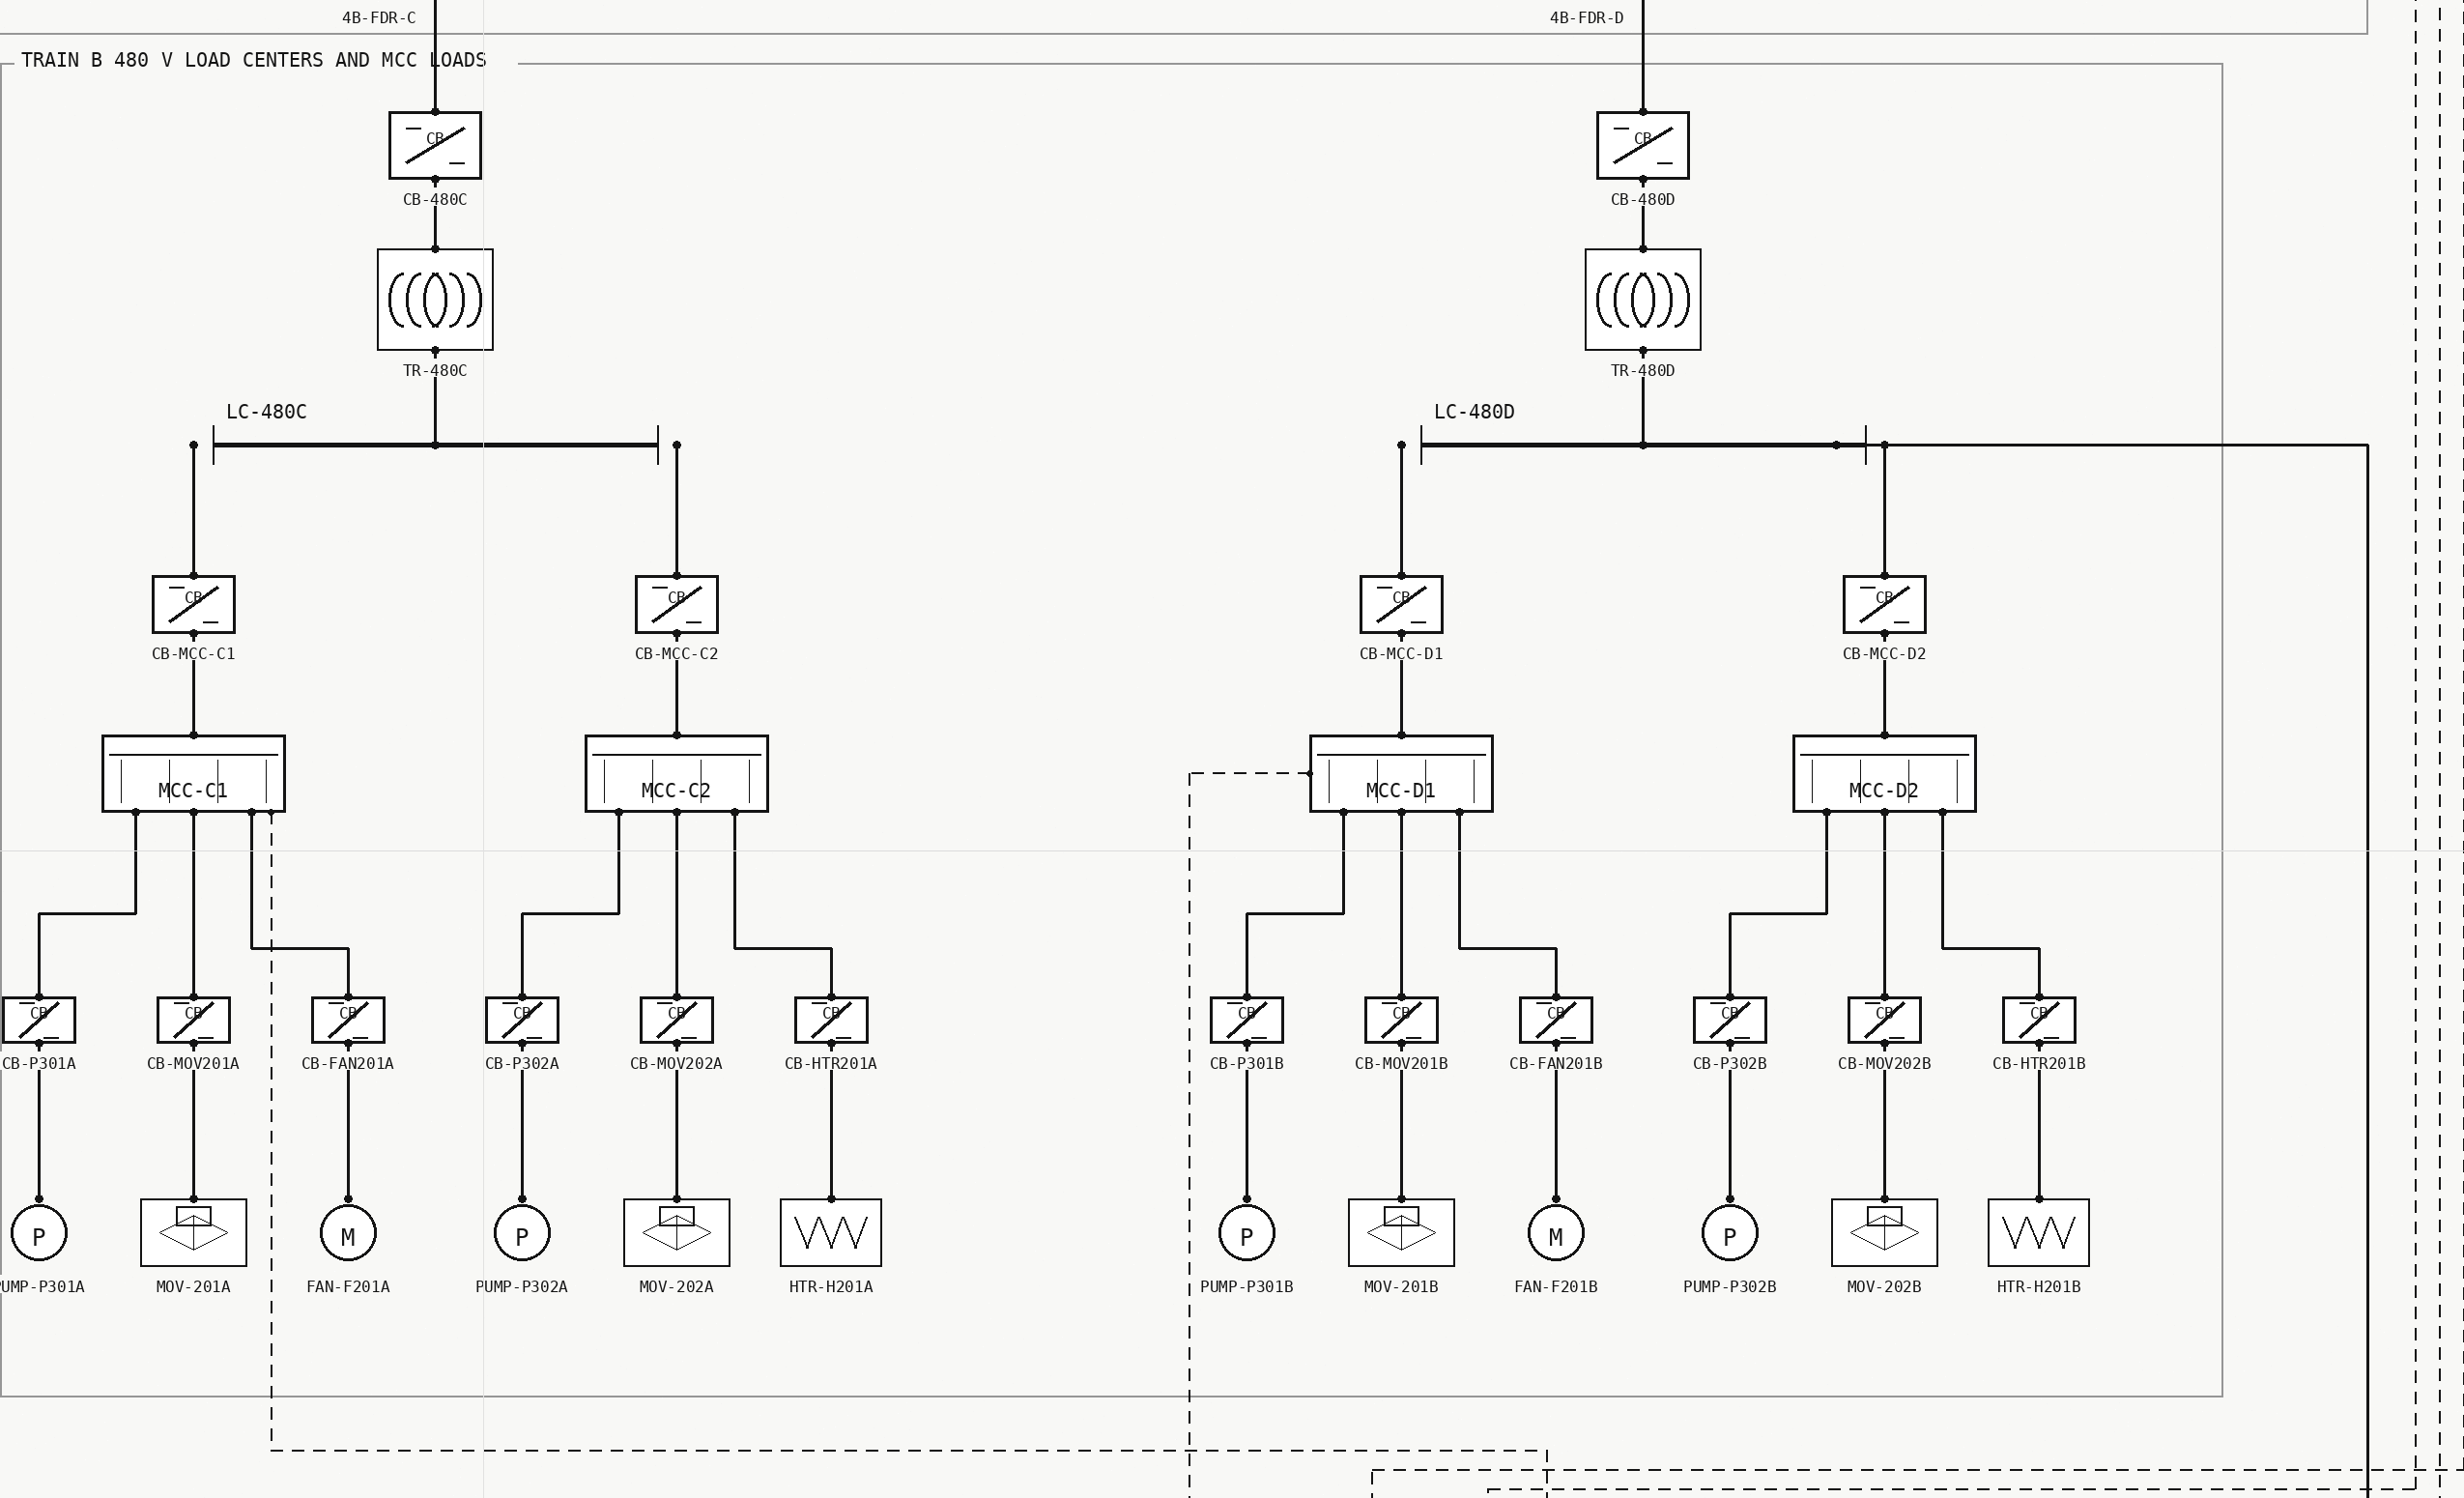 4B-FDR-C 4B-FDR-D
TRAIN B 480 V LOAD CENTERS AND MCC LOADS
CB CB
CB-480C CB-480D
TR-480C TR-480D
LC-480C LC-480D
CB CB CB CB
CB-MCC-C1 CB-MCC-C2 CB-MCC-D1 CB-MCC-D2
MCC-C1 MCC-C2 MCC-D1 MCC-D2
CB CB CB CB CB CB CB CB CB CB CB CB
CB-P301A CB-MOV201A CB-FAN201A CB-P302A CB-MOV202A CB-HTR201A CB-P301B CB-MOV201B CB-FAN201B CB-P302B CB-MOV202B CB-HTR201B
P M P P M P
PUMP-P301A MOV-201A FAN-F201A PUMP-P302A MOV-202A HTR-H201A PUMP-P301B MOV-201B FAN-F201B PUMP-P302B MOV-202B HTR-H201B